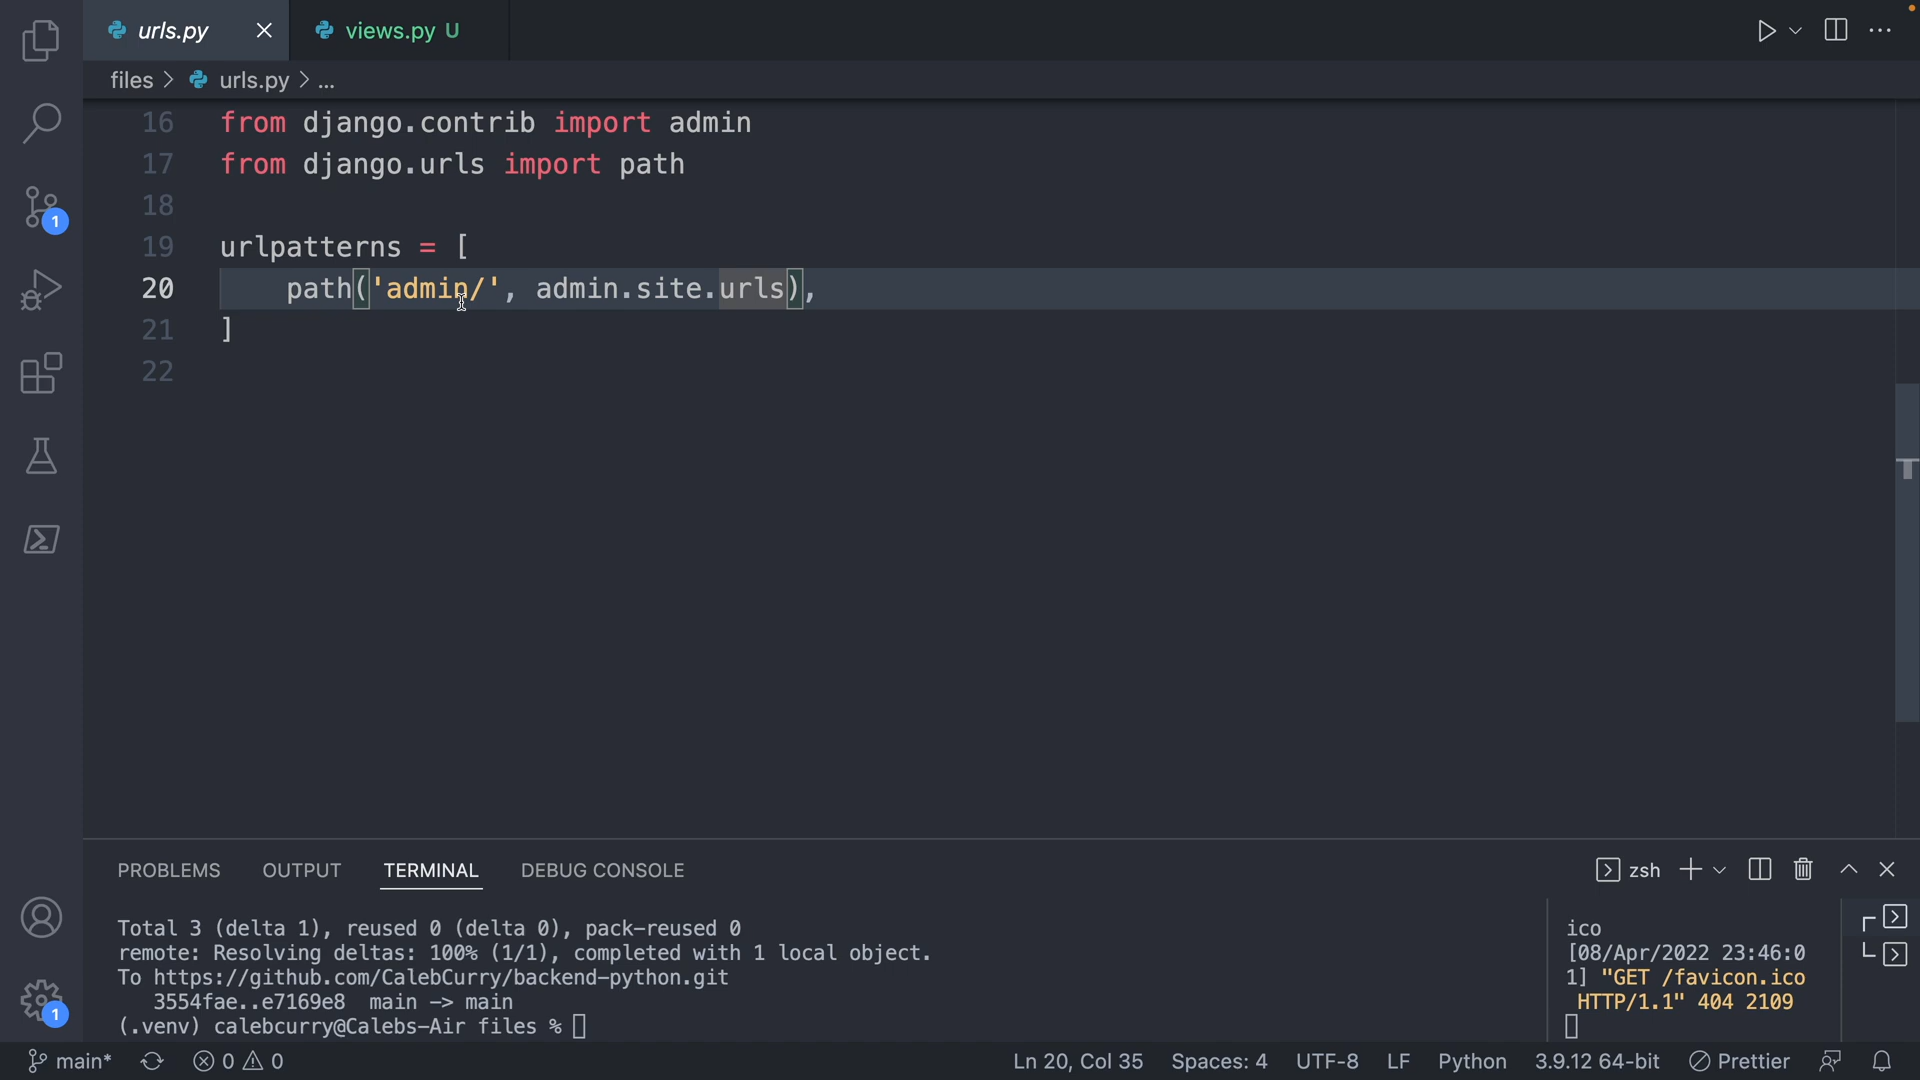 urls.py
views.py U
files > urls.py > ...
16 from django.contrib import admin
17 from django.urls import path
18
19 urlpatterns = [
20 path('admin/', admin.site.urls),
21 ]
22
1
1
PROBLEMS OUTPUT TERMINAL DEBUG CONSOLE
zsh
Total 3 (delta 1), reused 0 (delta 0), pack-reused 0
remote: Resolving deltas: 100% (1/1), completed with 1 local object.
To https://github.com/CalebCurry/backend-python.git
3554fae..e7169e8 main -> main
(.venv) calebcurry@Calebs-Air files %
ico
[08/Apr/2022 23:46:0
1] "GET /favicon.ico
HTTP/1.1" 404 2109
main* 0 0 Ln 20, Col 35 Spaces: 4 UTF-8 LF Python 3.9.12 64-bit Prettier